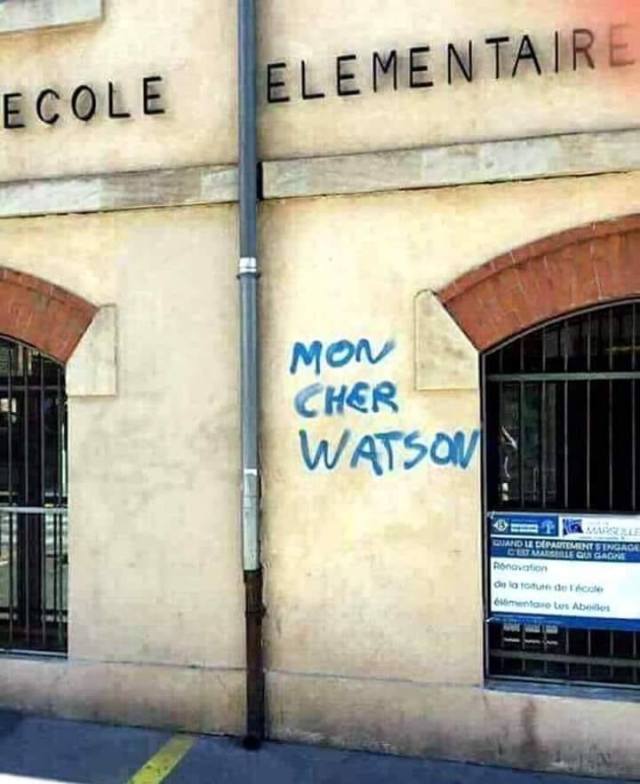 ECOLE ELEMENTAIRE
MON
CHER
WATSON
MARSEILLE
QUAND LE DÉPARTEMENT S'ENGAGE
C'EST MARSEILLE QUI GAGNE
Rénovation
de la toiture de l'école
élémentaire Les Abeilles